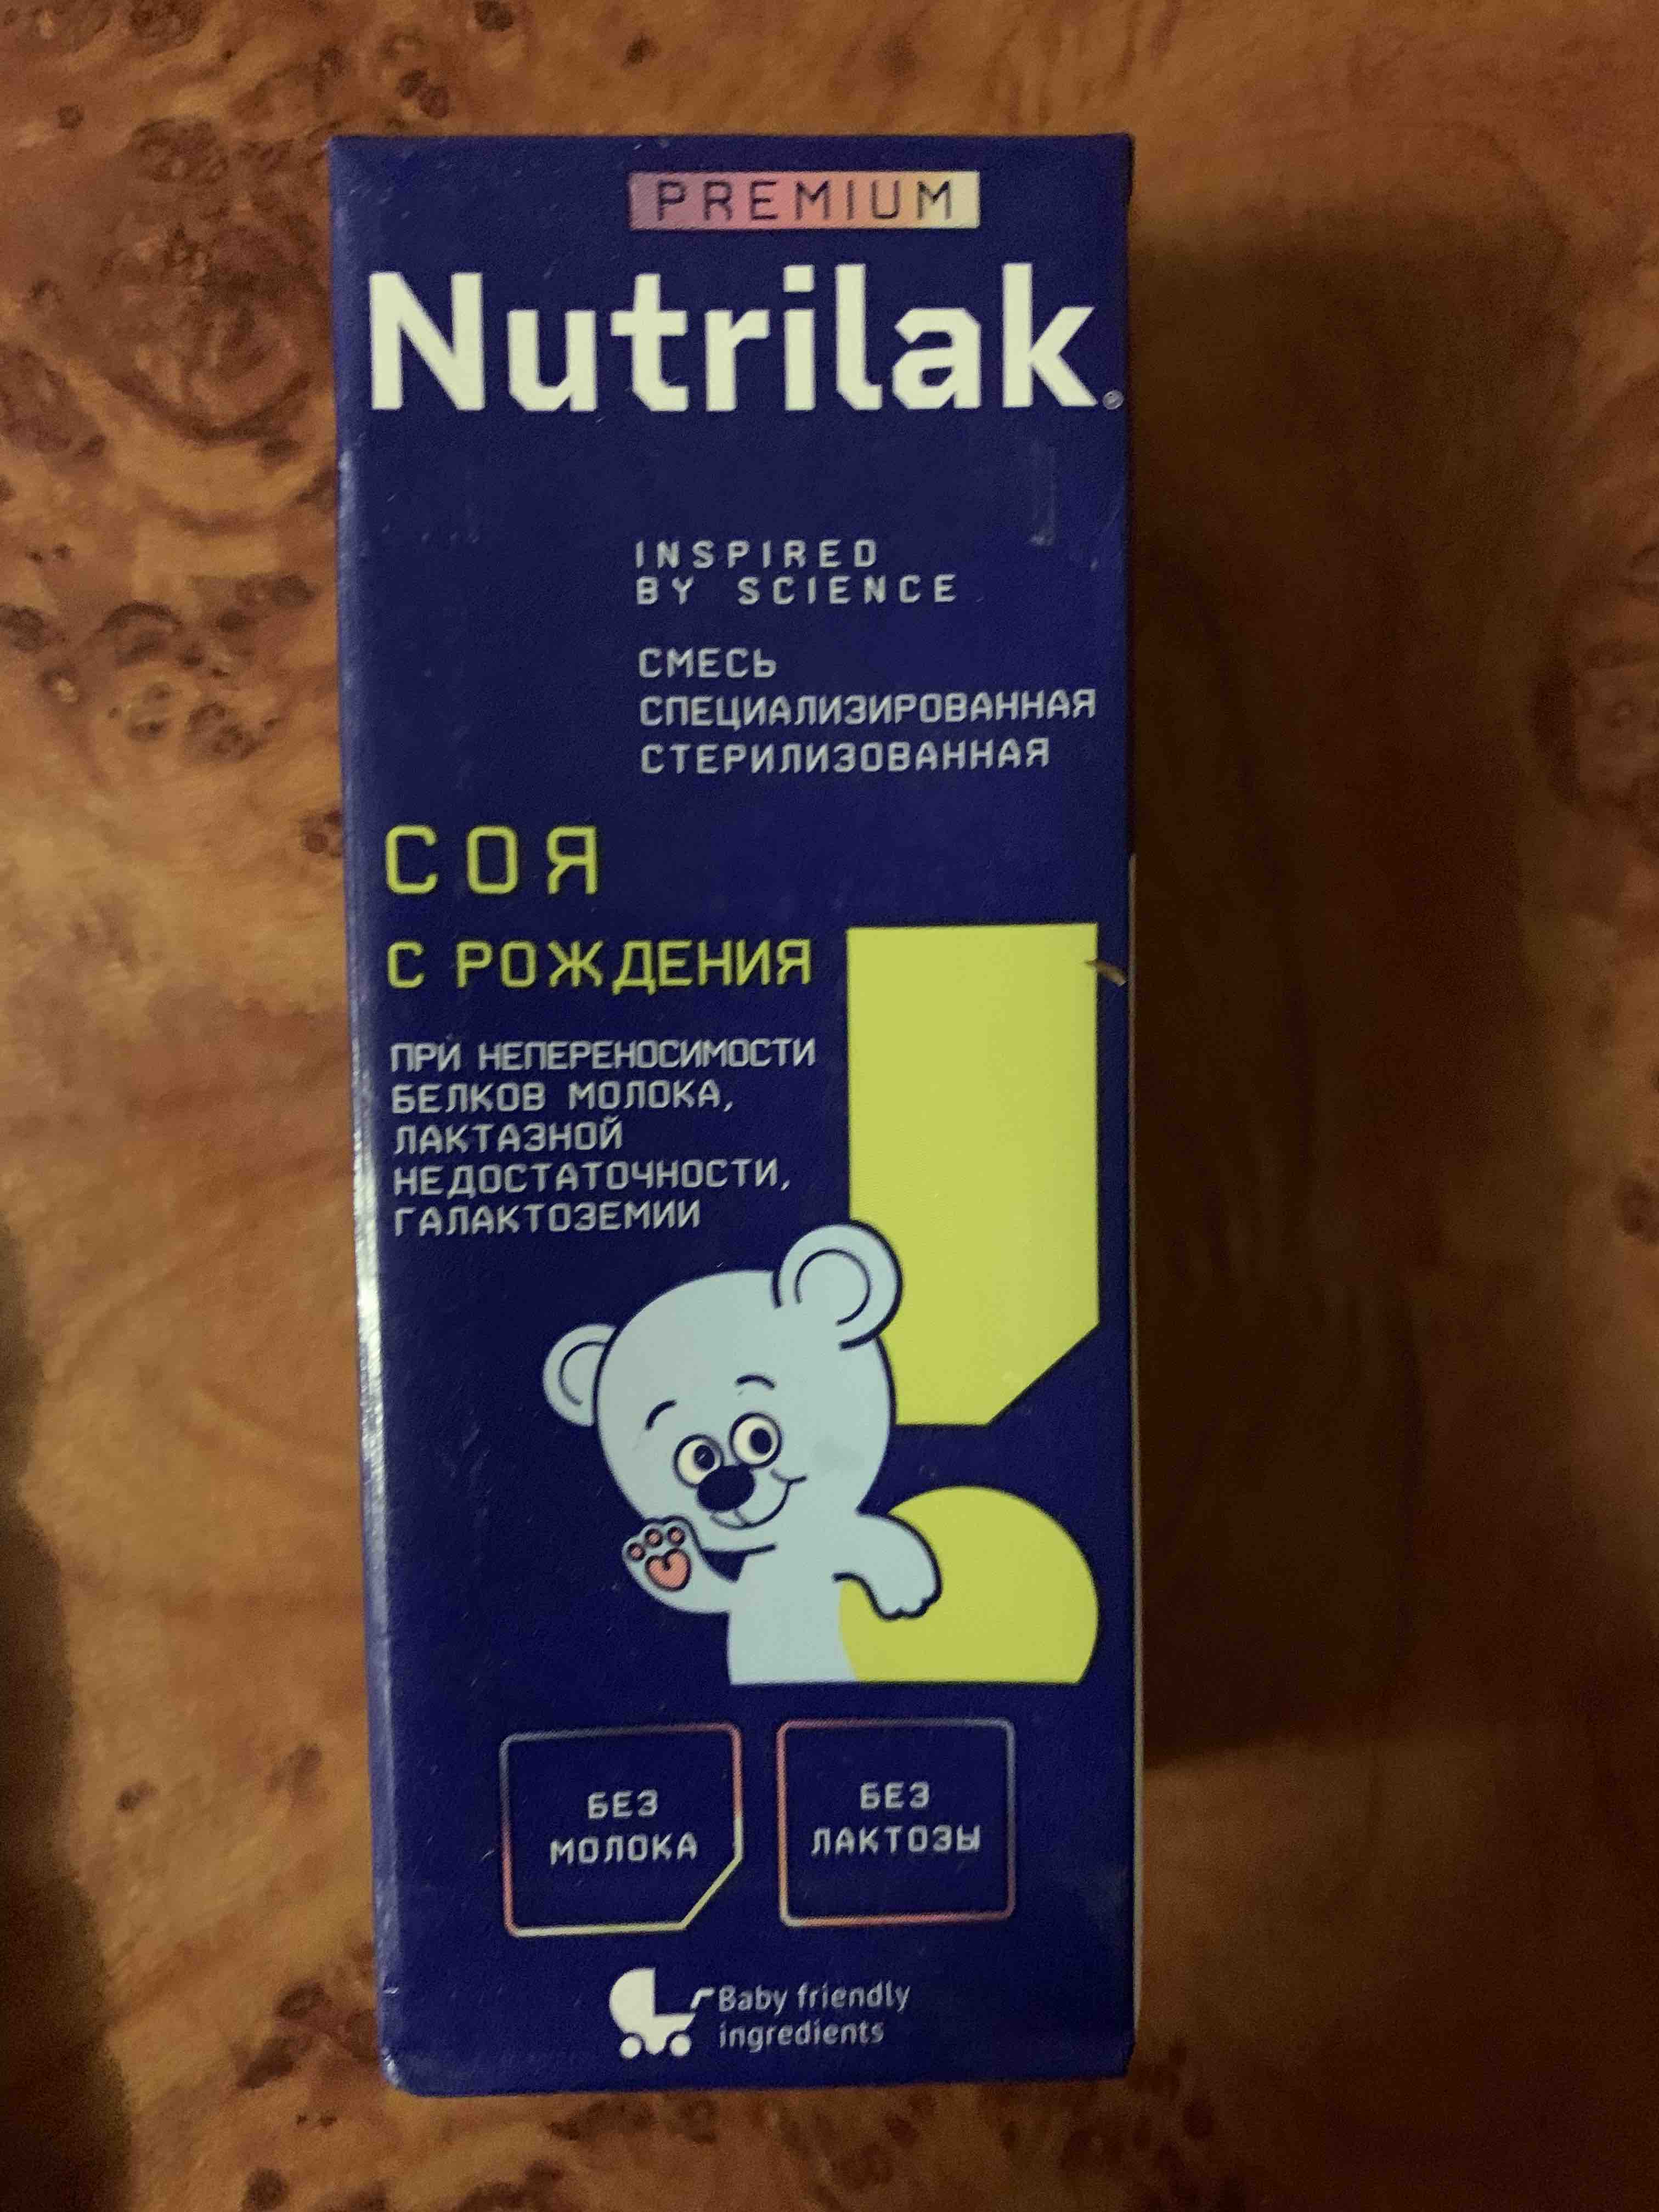 PREMIUM
Nutrilak®
INSPIRED
BY SCIENCE
СМЕСЬ
СПЕЦИАЛИЗИРОВАННАЯ
СТЕРИЛИЗОВАННАЯ
СОЯ
С РОЖДЕНИЯ
ПРИ НЕПЕРЕНОСИМОСТИ
БЕЛКОВ МОЛОКА,
ЛАКТАЗНОЙ
НЕДОСТАТОЧНОСТИ,
ГАЛАКТОЗЕМИИ
БЕЗ
МОЛОКА
БЕЗ
ЛАКТОЗЫ
Baby friendly
ingredients